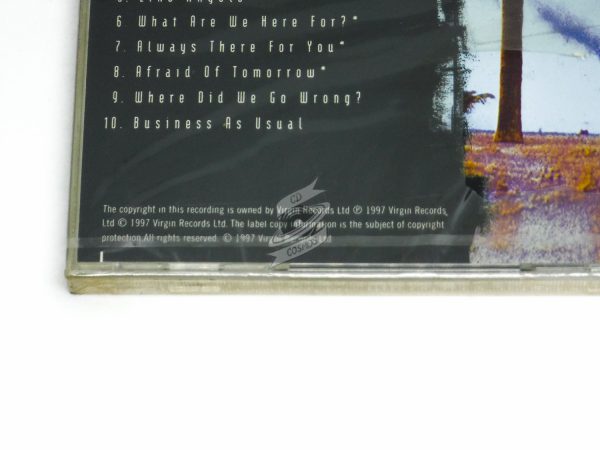 6. What Are We Here For?*
7. Always There For You*
8. Afraid Of Tomorrow*
9. Where Did We Go Wrong?
10. Business As Usual
The copyright in this recording is owned by Virgin Records Ltd ℗ 1997 Virgin Records
Ltd © 1997 Virgin Records Ltd. The label copy information is the subject of copyright
protection. All rights reserved. © 1997 Virgin Records Ltd
CD
COSMOS